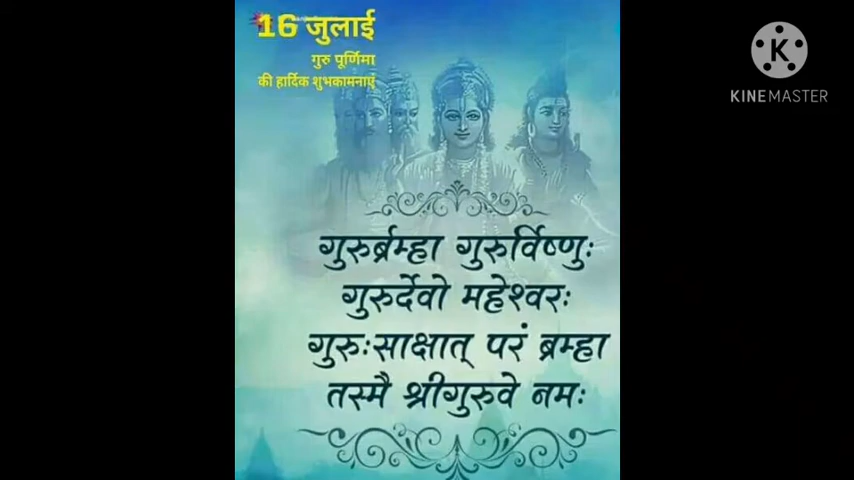 16 जुलाई
गुरु पूर्णिमा
की हार्दिक शुभकामनाएं
गुरुर्ब्रम्हा गुरुर्विष्णुः
गुरुर्देवो महेश्वरः
गुरुःसाक्षात् परं ब्रम्हा
तस्मै श्रीगुरुवे नमः
KINEMASTER